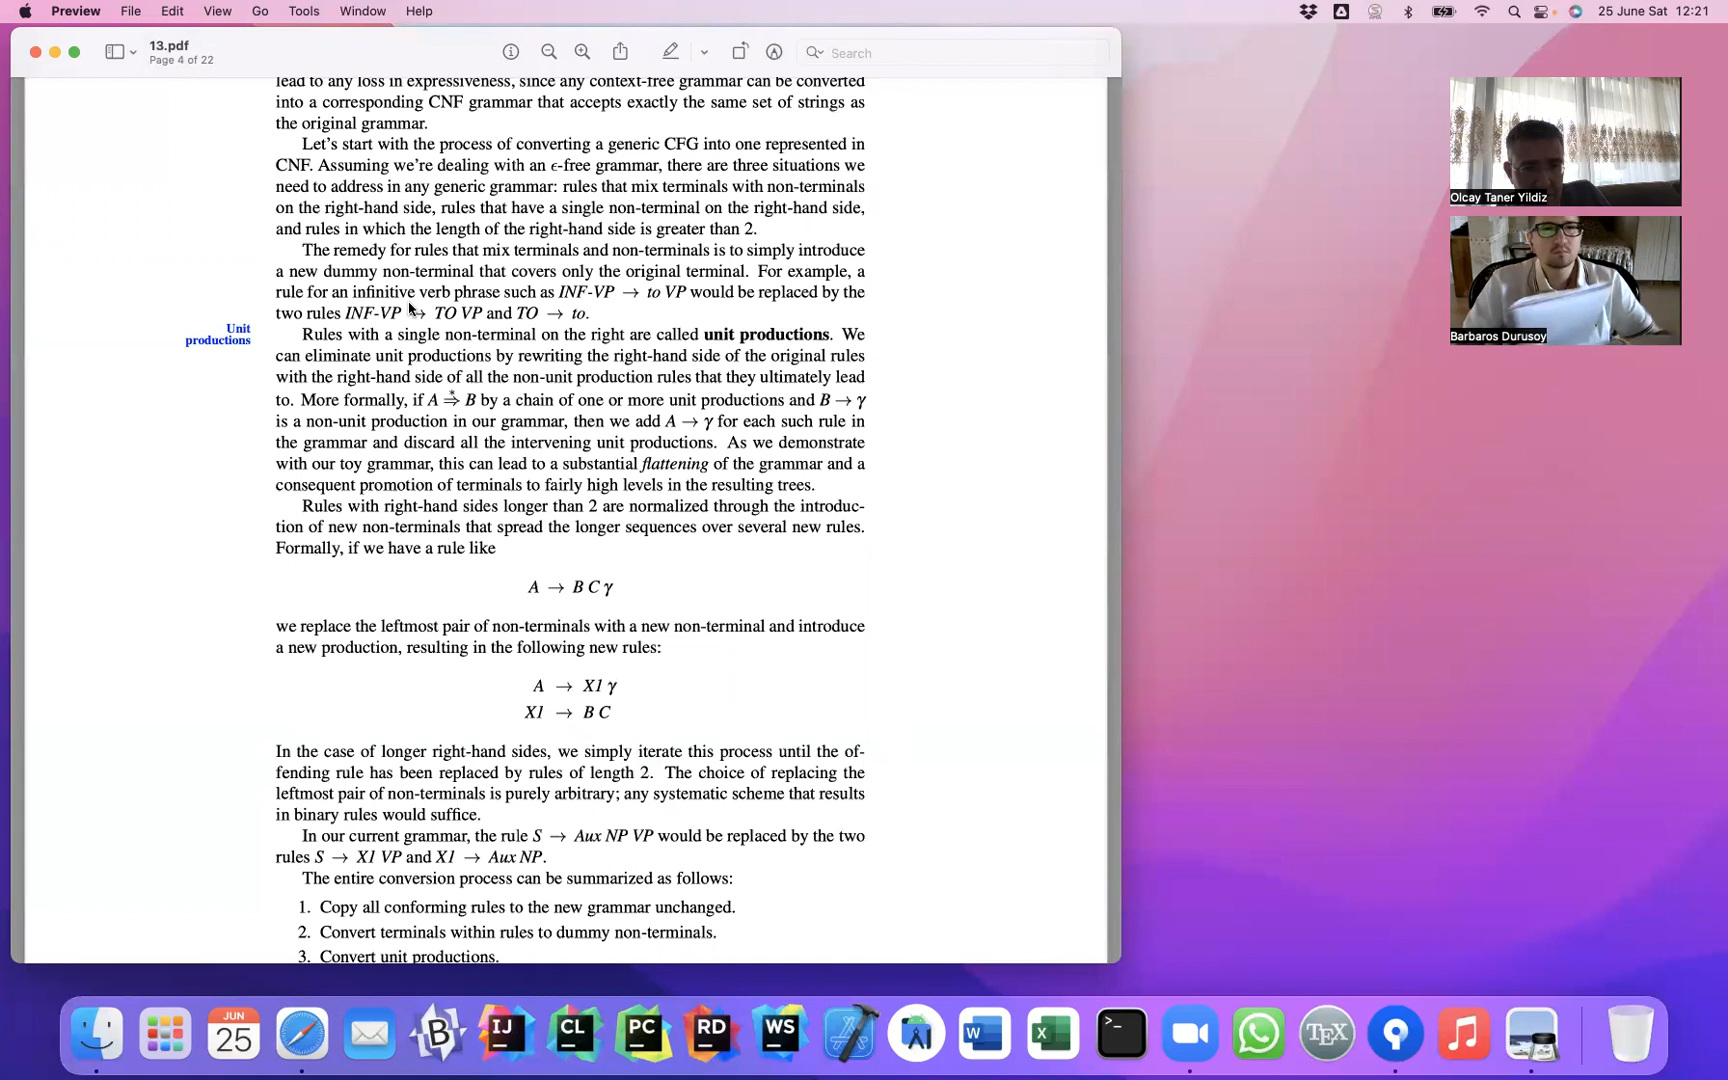 Preview File Edit View Go Tools Window Help
25 June Sat 12:21
13.pdf
Page 4 of 22
Search
lead to any loss in expressiveness, since any context-free grammar can be converted
into a corresponding CNF grammar that accepts exactly the same set of strings as
the original grammar.
Let's start with the process of converting a generic CFG into one represented in
CNF. Assuming we're dealing with an ϵ-free grammar, there are three situations we
need to address in any generic grammar: rules that mix terminals with non-terminals
on the right-hand side, rules that have a single non-terminal on the right-hand side,
and rules in which the length of the right-hand side is greater than 2.
The remedy for rules that mix terminals and non-terminals is to simply introduce
a new dummy non-terminal that covers only the original terminal. For example, a
rule for an infinitive verb phrase such as INF-VP → to VP would be replaced by the
two rules INF-VP → TO VP and TO → to.
Unit
productions
Rules with a single non-terminal on the right are called unit productions. We
can eliminate unit productions by rewriting the right-hand side of the original rules
with the right-hand side of all the non-unit production rules that they ultimately lead
to. More formally, if A ⇒* B by a chain of one or more unit productions and B → γ
is a non-unit production in our grammar, then we add A → γ for each such rule in
the grammar and discard all the intervening unit productions. As we demonstrate
with our toy grammar, this can lead to a substantial flattening of the grammar and a
consequent promotion of terminals to fairly high levels in the resulting trees.
Rules with right-hand sides longer than 2 are normalized through the introduc-
tion of new non-terminals that spread the longer sequences over several new rules.
Formally, if we have a rule like
A → B C γ
we replace the leftmost pair of non-terminals with a new non-terminal and introduce
a new production, resulting in the following new rules:
A → X1 γ
X1 → B C
In the case of longer right-hand sides, we simply iterate this process until the of-
fending rule has been replaced by rules of length 2. The choice of replacing the
leftmost pair of non-terminals is purely arbitrary; any systematic scheme that results
in binary rules would suffice.
In our current grammar, the rule S → Aux NP VP would be replaced by the two
rules S → X1 VP and X1 → Aux NP.
The entire conversion process can be summarized as follows:
1. Copy all conforming rules to the new grammar unchanged.
2. Convert terminals within rules to dummy non-terminals.
3. Convert unit productions.
Olcay Taner Yildiz
Barbaros Durusoy
JUN
25
B
IJ
CL
PC
RD
WS
W
X
>_
TEX